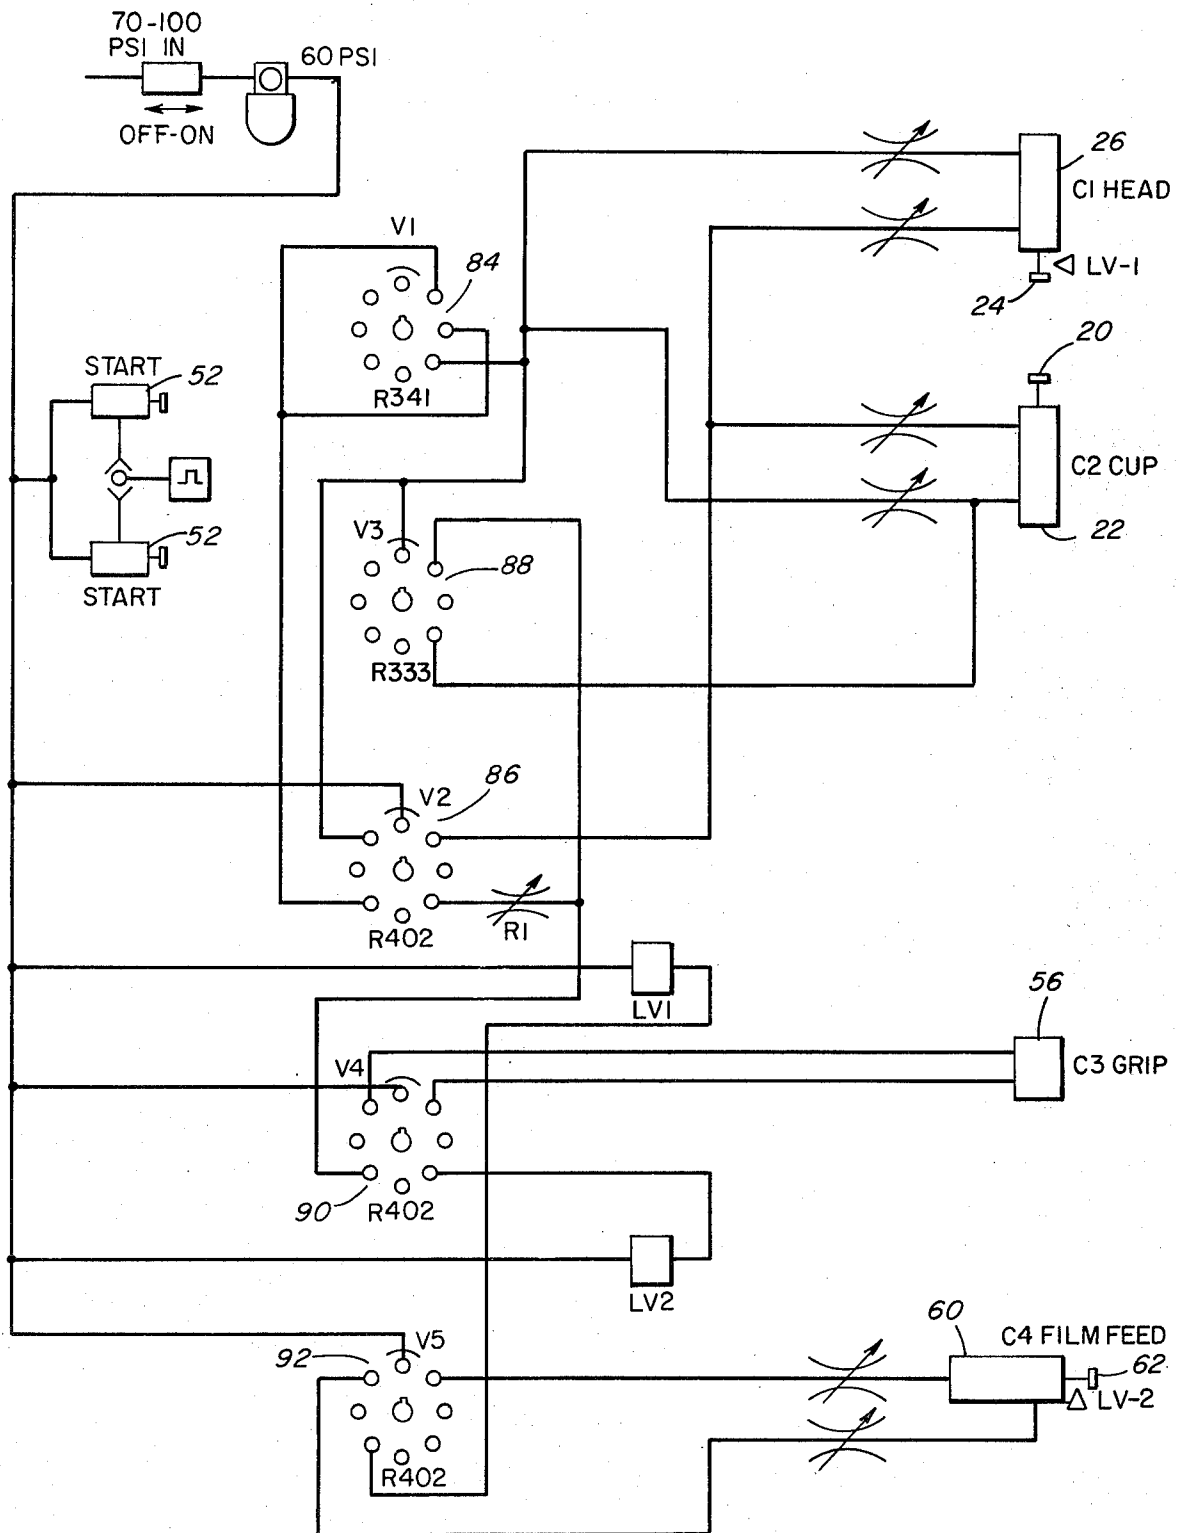 70-100
PSI IN
60 PSI
OFF-ON
26
C1 HEAD
V1
84
LV-1
24
20
START
52
R341
C2 CUP
V3
52
22
88
START
R333
86
V2
R402
R1
LV1
56
V4
C3 GRIP
90
R402
LV2
60
C4 FILM FEED
V5
92
62
LV-2
R402